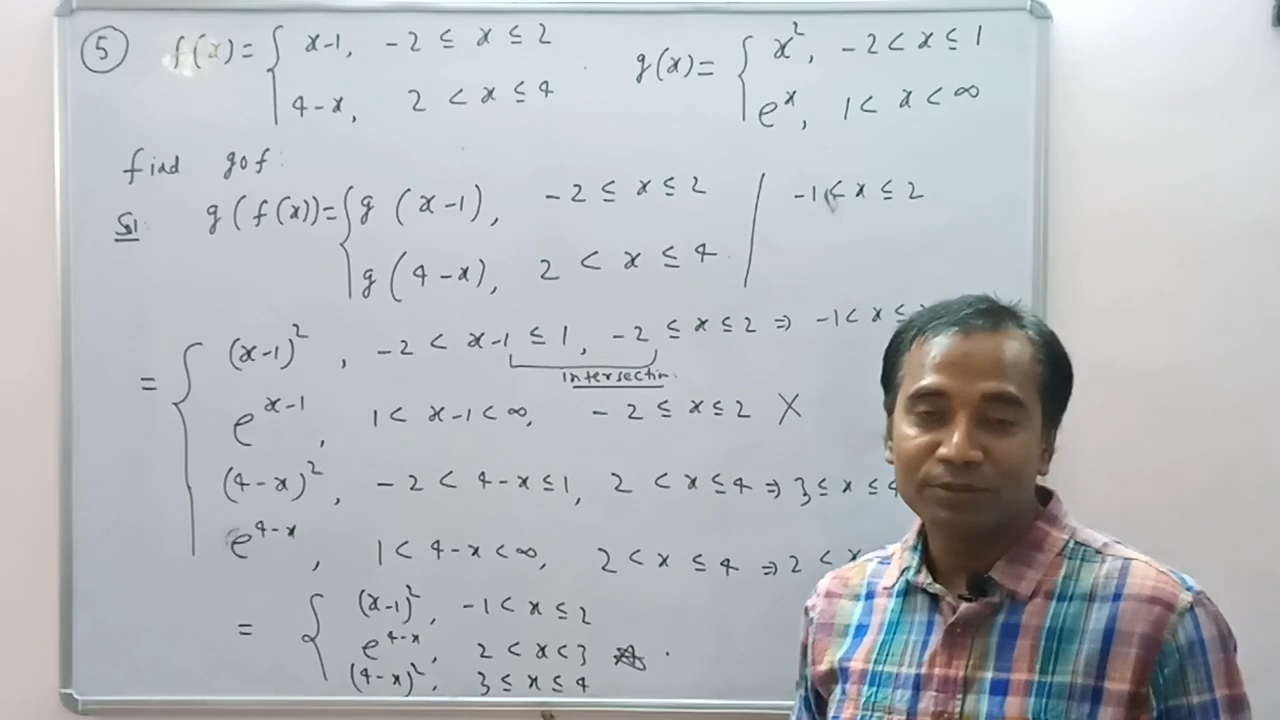 5 f(x) = { x-1, -2 ≤ x ≤ 2 g(x) = { x², -2 < x ≤ 1
4-x, 2 < x ≤ 4 e^x, 1 < x < ∞
find gof:
Sol g(f(x)) = { g(x-1), -2 ≤ x ≤ 2 | -1 < x ≤ 2
g(4-x), 2 < x ≤ 4
= { (x-1)², -2 < x-1 ≤ 1, -2 ≤ x ≤ 2 ⇒ -1 < x ≤
Intersection
e^(x-1), 1 < x-1 < ∞, -2 ≤ x ≤ 2 X
(4-x)², -2 < 4-x ≤ 1, 2 < x ≤ 4 ⇒ 3 ≤ x ≤ 4
e^(4-x), 1 < 4-x < ∞, 2 < x ≤ 4 ⇒ 2 < x
= { (x-1)², -1 < x ≤ 2
e^(4-x), 2 < x < 3
(4-x)², 3 ≤ x ≤ 4